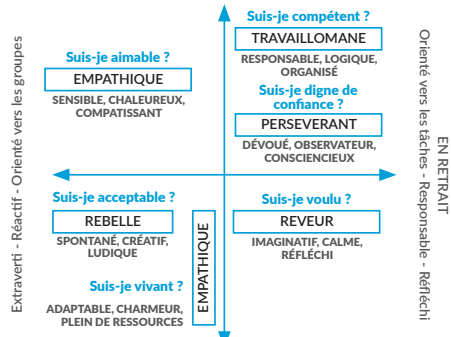 Suis-je compétent ?
TRAVAILLOMANE
RESPONSABLE, LOGIQUE,
ORGANISÉ
Suis-je aimable ?
EMPATHIQUE
SENSIBLE, CHALEUREUX,
COMPATISSANT
Suis-je digne de
confiance ?
PERSEVERANT
DÉVOUÉ, OBSERVATEUR,
CONSCIENCIEUX
Suis-je acceptable ?
REBELLE
SPONTANÉ, CRÉATIF,
LUDIQUE
Suis-je voulu ?
REVEUR
IMAGINATIF, CALME,
RÉFLÉCHI
Suis-je vivant ?
EMPATHIQUE
ADAPTABLE, CHARMEUR,
PLEIN DE RESSOURCES
Extraverti - Réactif - Orienté vers les groupes
EN RETRAIT
Orienté vers les tâches - Responsable - Réfléchi